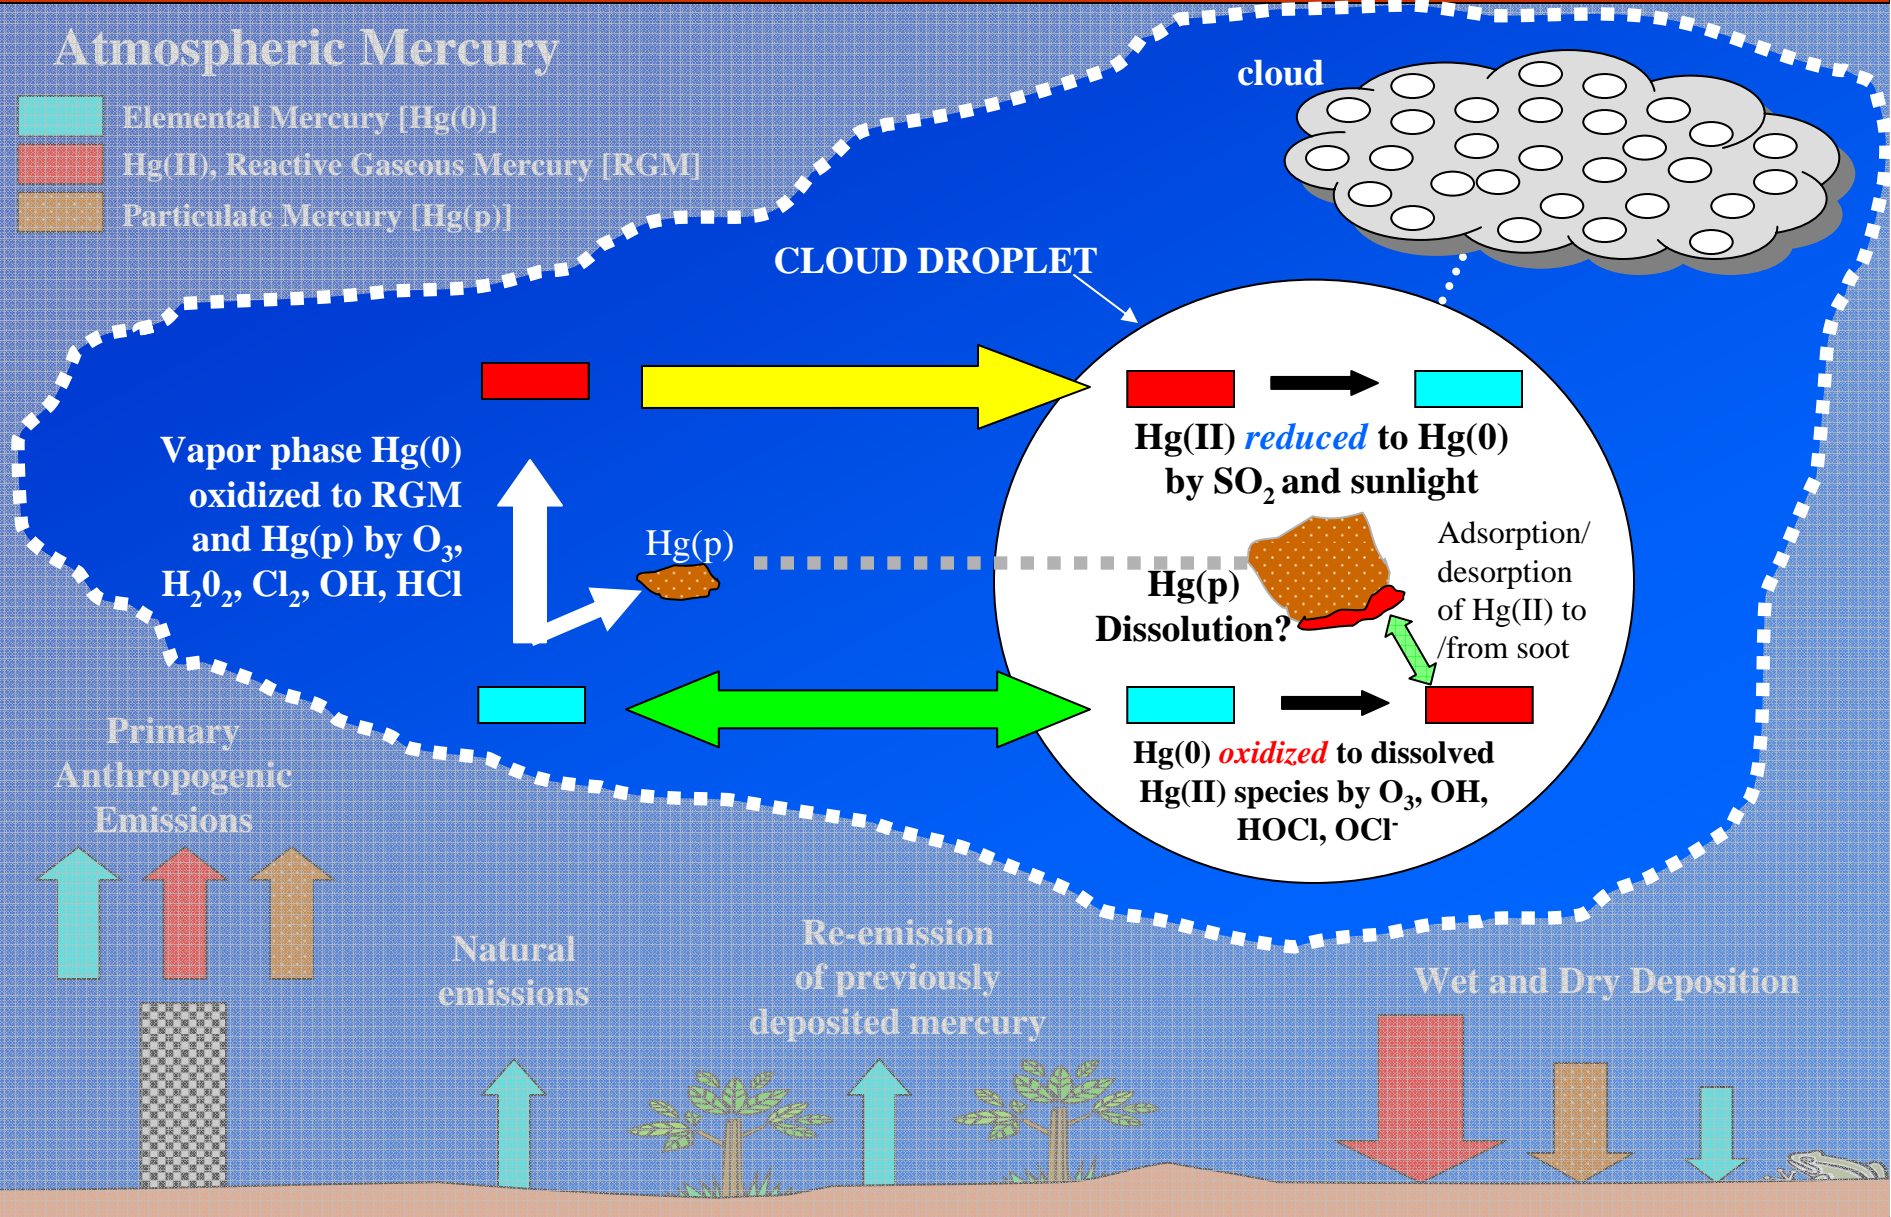 Atmospheric Mercury
Elemental Mercury [Hg(0)]
Hg(II), Reactive Gaseous Mercury [RGM]
Particulate Mercury [Hg(p)]
cloud
CLOUD DROPLET
Vapor phase Hg(0)
oxidized to RGM
and Hg(p) by O₃,
H₂0₂, Cl₂, OH, HCl
Hg(p)
Hg(II) reduced to Hg(0)
by SO₂ and sunlight
Hg(p)
Dissolution?
Adsorption/
desorption
of Hg(II) to
/from soot
Hg(0) oxidized to dissolved
Hg(II) species by O₃, OH,
HOCl, OCl⁻
Primary
Anthropogenic
Emissions
Natural
emissions
Re-emission
of previously
deposited mercury
Wet and Dry Deposition